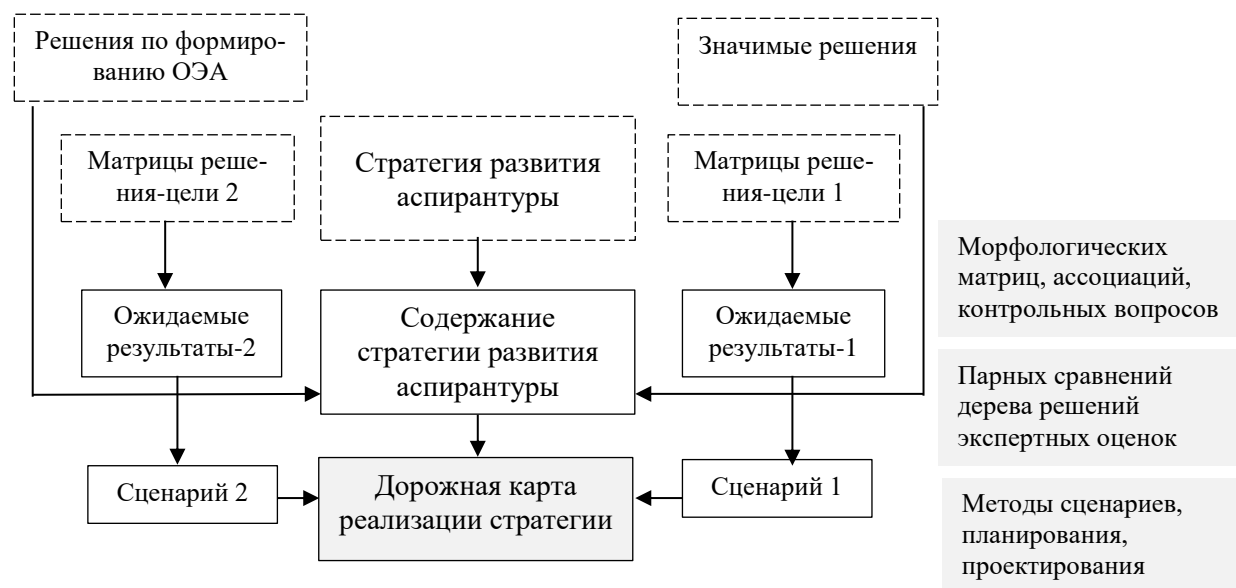 Решения по формиро-
ванию ОЭА
Значимые решения
Матрицы реше-
ния-цели 2
Стратегия развития
аспирантуры
Матрицы реше-
ния-цели 1
Ожидаемые
результаты-2
Содержание
стратегии развития
аспирантуры
Ожидаемые
результаты-1
Сценарий 2
Дорожная карта
реализации стратегии
Сценарий 1
Морфологических
матриц, ассоциаций,
контрольных вопросов
Парных сравнений
дерева решений
экспертных оценок
Методы сценариев,
планирования,
проектирования